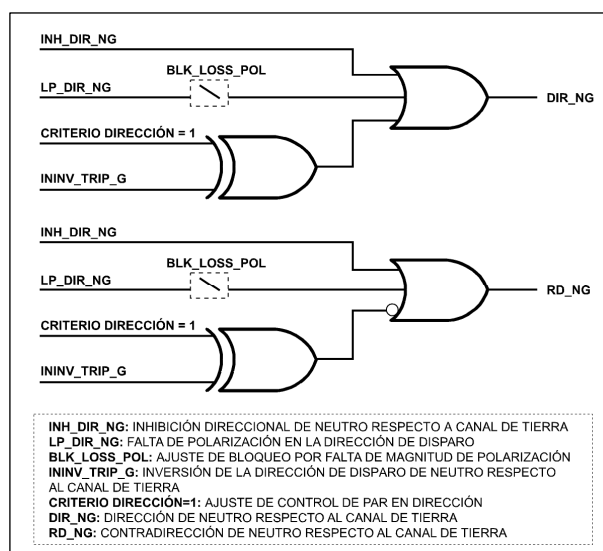 INH_DIR_NG
BLK_LOSS_POL
LP_DIR_NG
DIR_NG
CRITERIO DIRECCIÓN = 1
ININV_TRIP_G
INH_DIR_NG
BLK_LOSS_POL
LP_DIR_NG
RD_NG
CRITERIO DIRECCIÓN = 1
ININV_TRIP_G
INH_DIR_NG: INHIBICIÓN DIRECCIONAL DE NEUTRO RESPECTO A CANAL DE TIERRA
LP_DIR_NG: FALTA DE POLARIZACIÓN EN LA DIRECCIÓN DE DISPARO
BLK_LOSS_POL: AJUSTE DE BLOQUEO POR FALTA DE MAGNITUD DE POLARIZACIÓN
ININV_TRIP_G: INVERSIÓN DE LA DIRECCIÓN DE DISPARO DE NEUTRO RESPECTO
AL CANAL DE TIERRA
CRITERIO DIRECCIÓN=1: AJUSTE DE CONTROL DE PAR EN DIRECCIÓN
DIR_NG: DIRECCIÓN DE NEUTRO RESPECTO AL CANAL DE TIERRA
RD_NG: CONTRADIRECCIÓN DE NEUTRO RESPECTO AL CANAL DE TIERRA